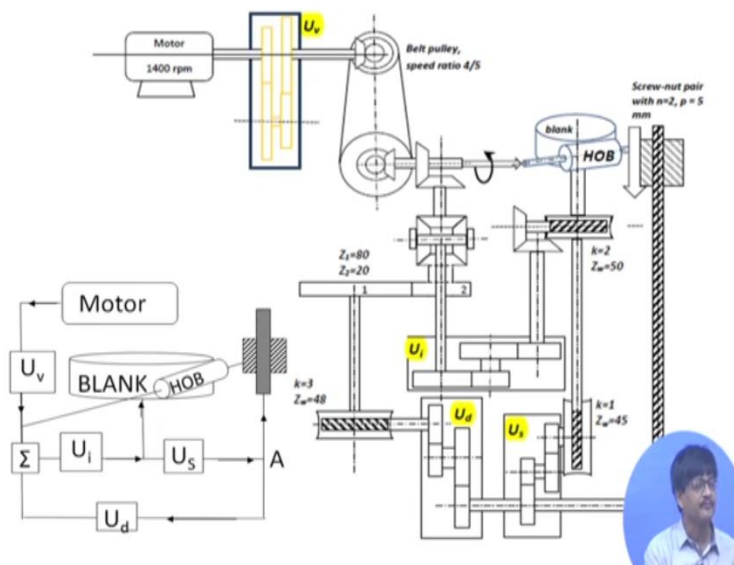 U_v
Motor
1400 rpm
Belt pulley,
speed ratio 4/5
Screw-nut pair
with n=2, p = 5
mm
blank
HOB
Z₁=80
Z₂=20
k=2
Z_w=50
1
2
Motor
U_i
k=3
Z_w=48
U_d
U_s
k=1
Z_w=45
U_v
BLANK
HOB
Σ
U_i
U_S
A
U_d